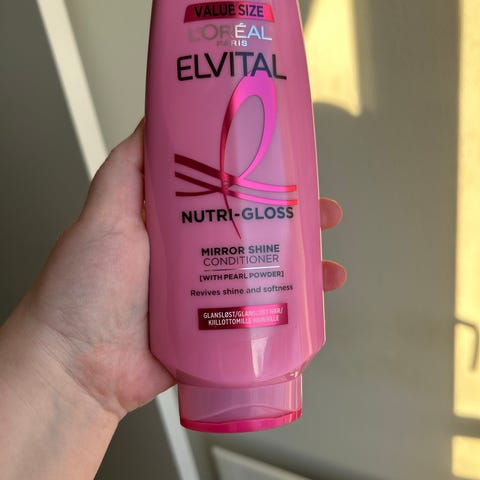 VALUE SIZE
L'ORÉAL
PARIS
ELVITAL
NUTRI-GLOSS
MIRROR SHINE
CONDITIONER
[WITH PEARL POWDER]
Revives shine and softness
GLANSLØST/GLANSLÖST HÅR/
KIILLOTTOMILLE HIUKSILLE